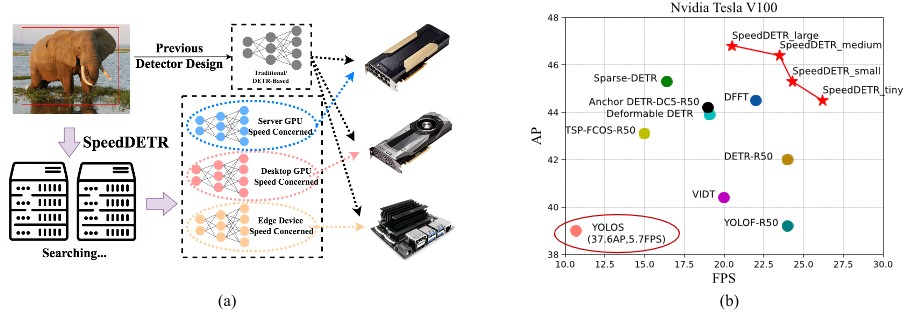 Previous
Detector Design
Traditional/
DETR-Based
SpeedDETR
Server GPU
Speed Concerned
Desktop GPU
Speed Concerned
Edge Device
Speed Concerned
Searching...
(a)
Nvidia Tesla V100
AP
48
46
44
42
40
38
SpeedDETR_large
SpeedDETR_medium
SpeedDETR_small
SpeedDETR_tiny
Sparse-DETR
Anchor DETR-DC5-R50
Deformable DETR
DFFT
TSP-FCOS-R50
DETR-R50
VIDT
YOLOS
(37.6AP,5.7FPS)
YOLOF-R50
10.0 12.5 15.0 17.5 20.0 22.5 25.0 27.5 30.0
FPS
(b)